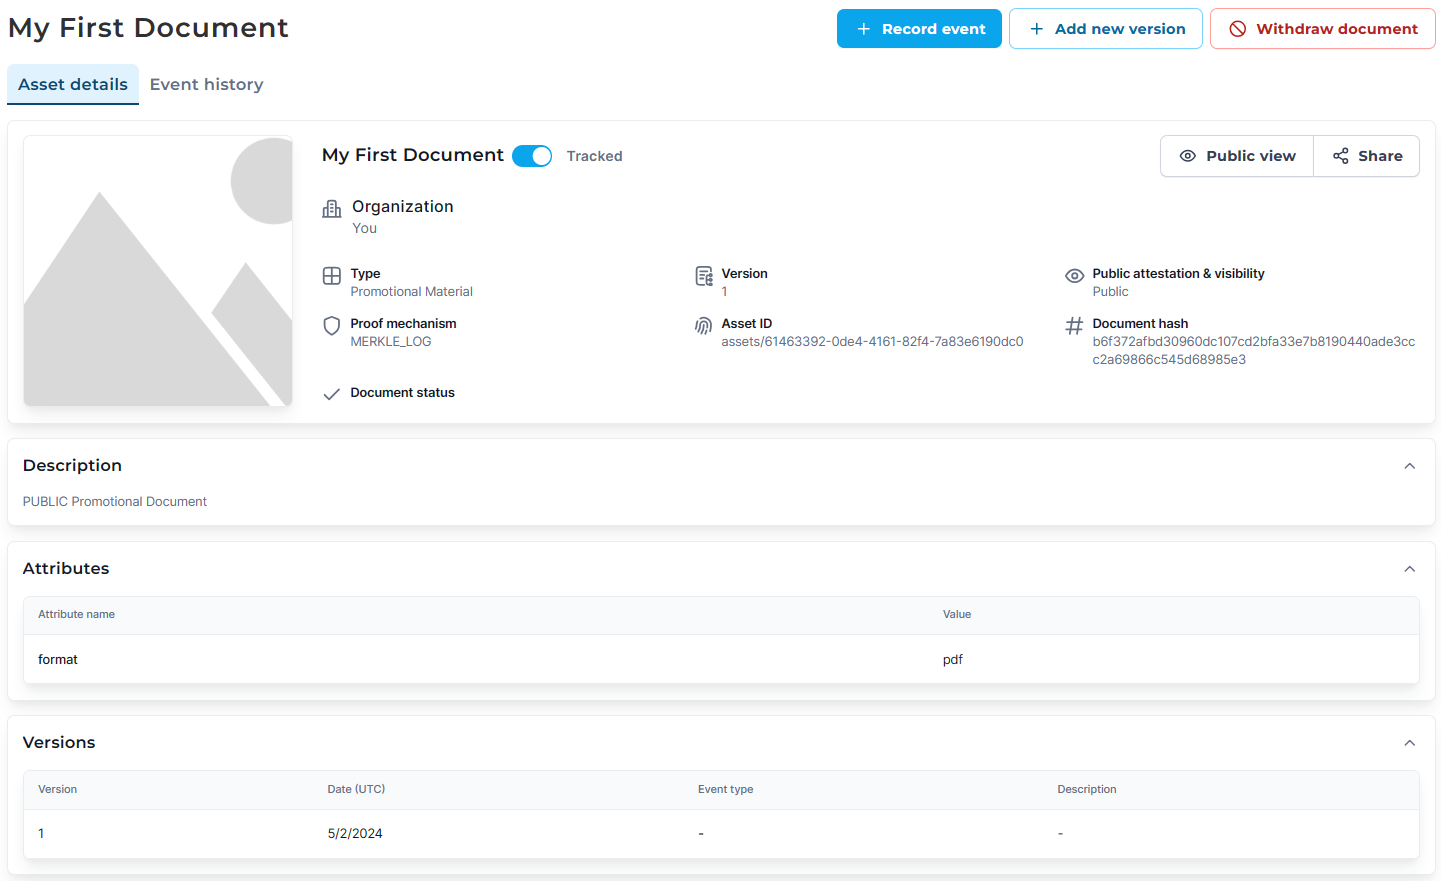 My First Document
Record event
Add new version
Withdraw document
Asset details
Event history
My First Document
Tracked
Public view
Share
Organization
You
Type
Promotional Material
Version
1
Public attestation & visibility
Public
Proof mechanism
MERKLE_LOG
Asset ID
assets/61463392-0de4-4161-82f4-7a83e6190dc0
Document hash
b6f372afbd30960dc107cd2bfa33e7b8190440ade3cc
c2a69866c545d68985e3
Document status
Description
PUBLIC Promotional Document
Attributes
Attribute name
Value
format
pdf
Versions
Version
Date (UTC)
Event type
Description
1
5/2/2024
-
-